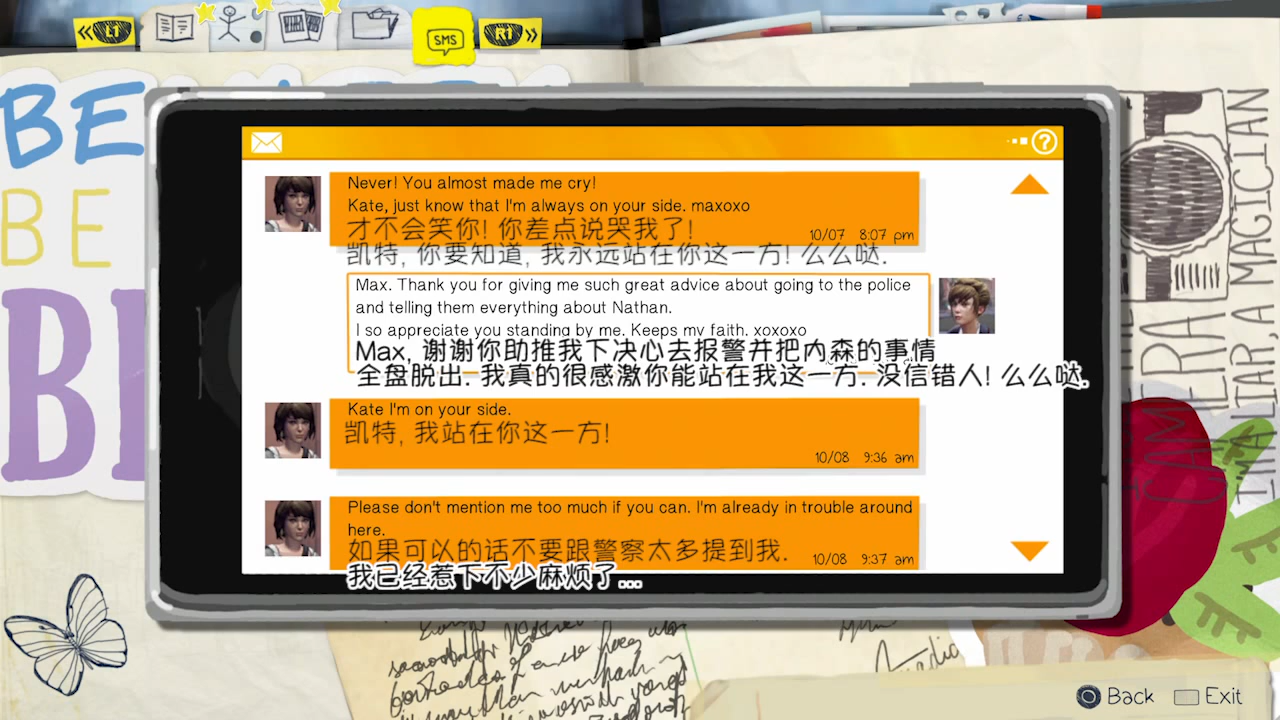 LT
SMS
R1
BE
BE
Never! You almost made me cry!
Kate, just know that I'm always on your side. maxoxo
才不会笑你! 你差点说哭我了!
10/07 8:07 pm
凯特, 你要知道, 我永远站在你这一方! 么么哒.
Max. Thank you for giving me such great advice about going to the police
and telling them everything about Nathan.
I so appreciate you standing by me. Keeps my faith. xoxoxo
Max, 谢谢你助推我下决心去报警并把内森的事情
全盘脱出. 我真的很感激你能站在我这一方. 没信错人! 么么哒.
Kate I'm on your side.
凯特, 我站在你这一方!
10/08 9:36 am
Please don't mention me too much if you can. I'm already in trouble around
here.
如果可以的话不要跟警察太多提到我.
10/08 9:37 am
我已经惹下不少麻烦了...
CAMERA
LIAR, A MAGICIAN
Back
Exit